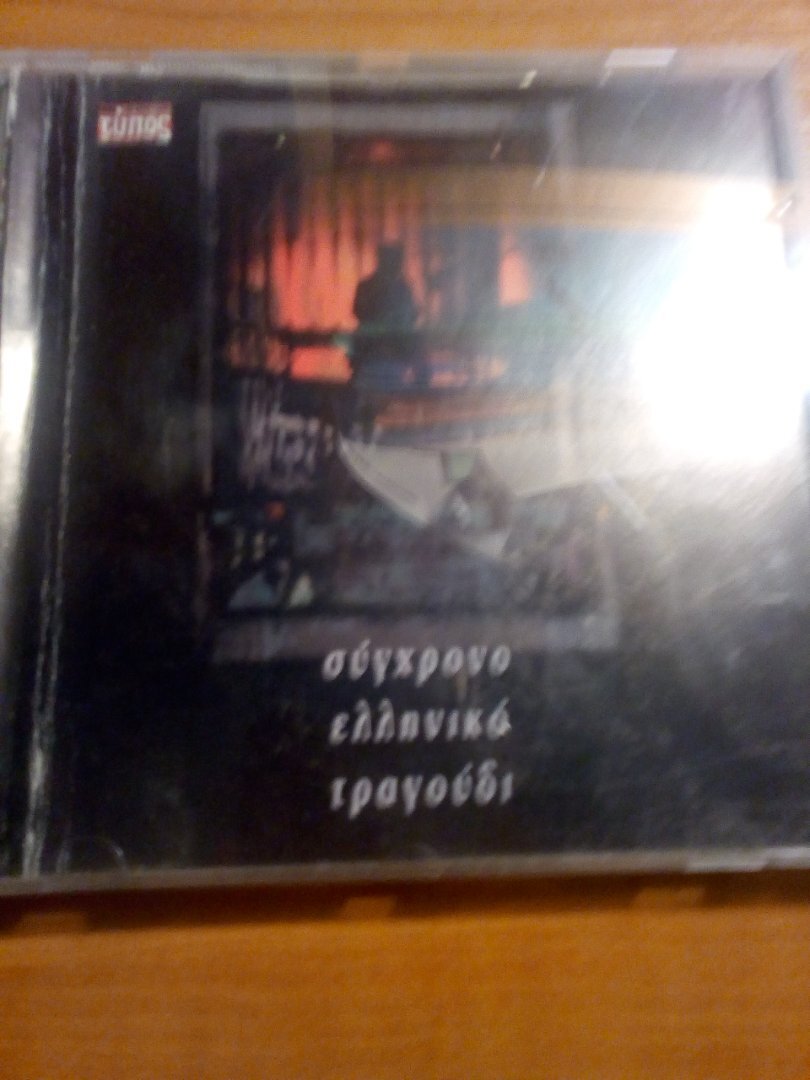 τύπος
σύγχρονο
ελληνικό
τραγούδι